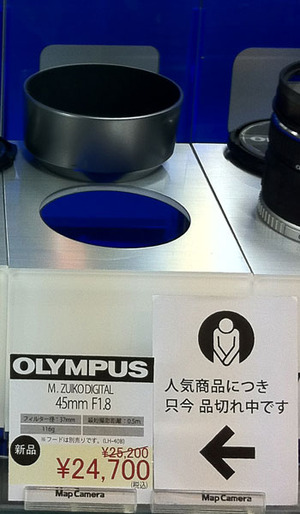 OLYMPUS
M. ZUIKO DIGITAL
45mm F1.8
フィルター径：37mm 最短撮影距離：0.5m
116g
※フードは別売りです。(LH-40B)
新品
¥25,200
¥24,700
(税込)
Map Camera
人気商品につき
只今 品切れ中です
Map Camera